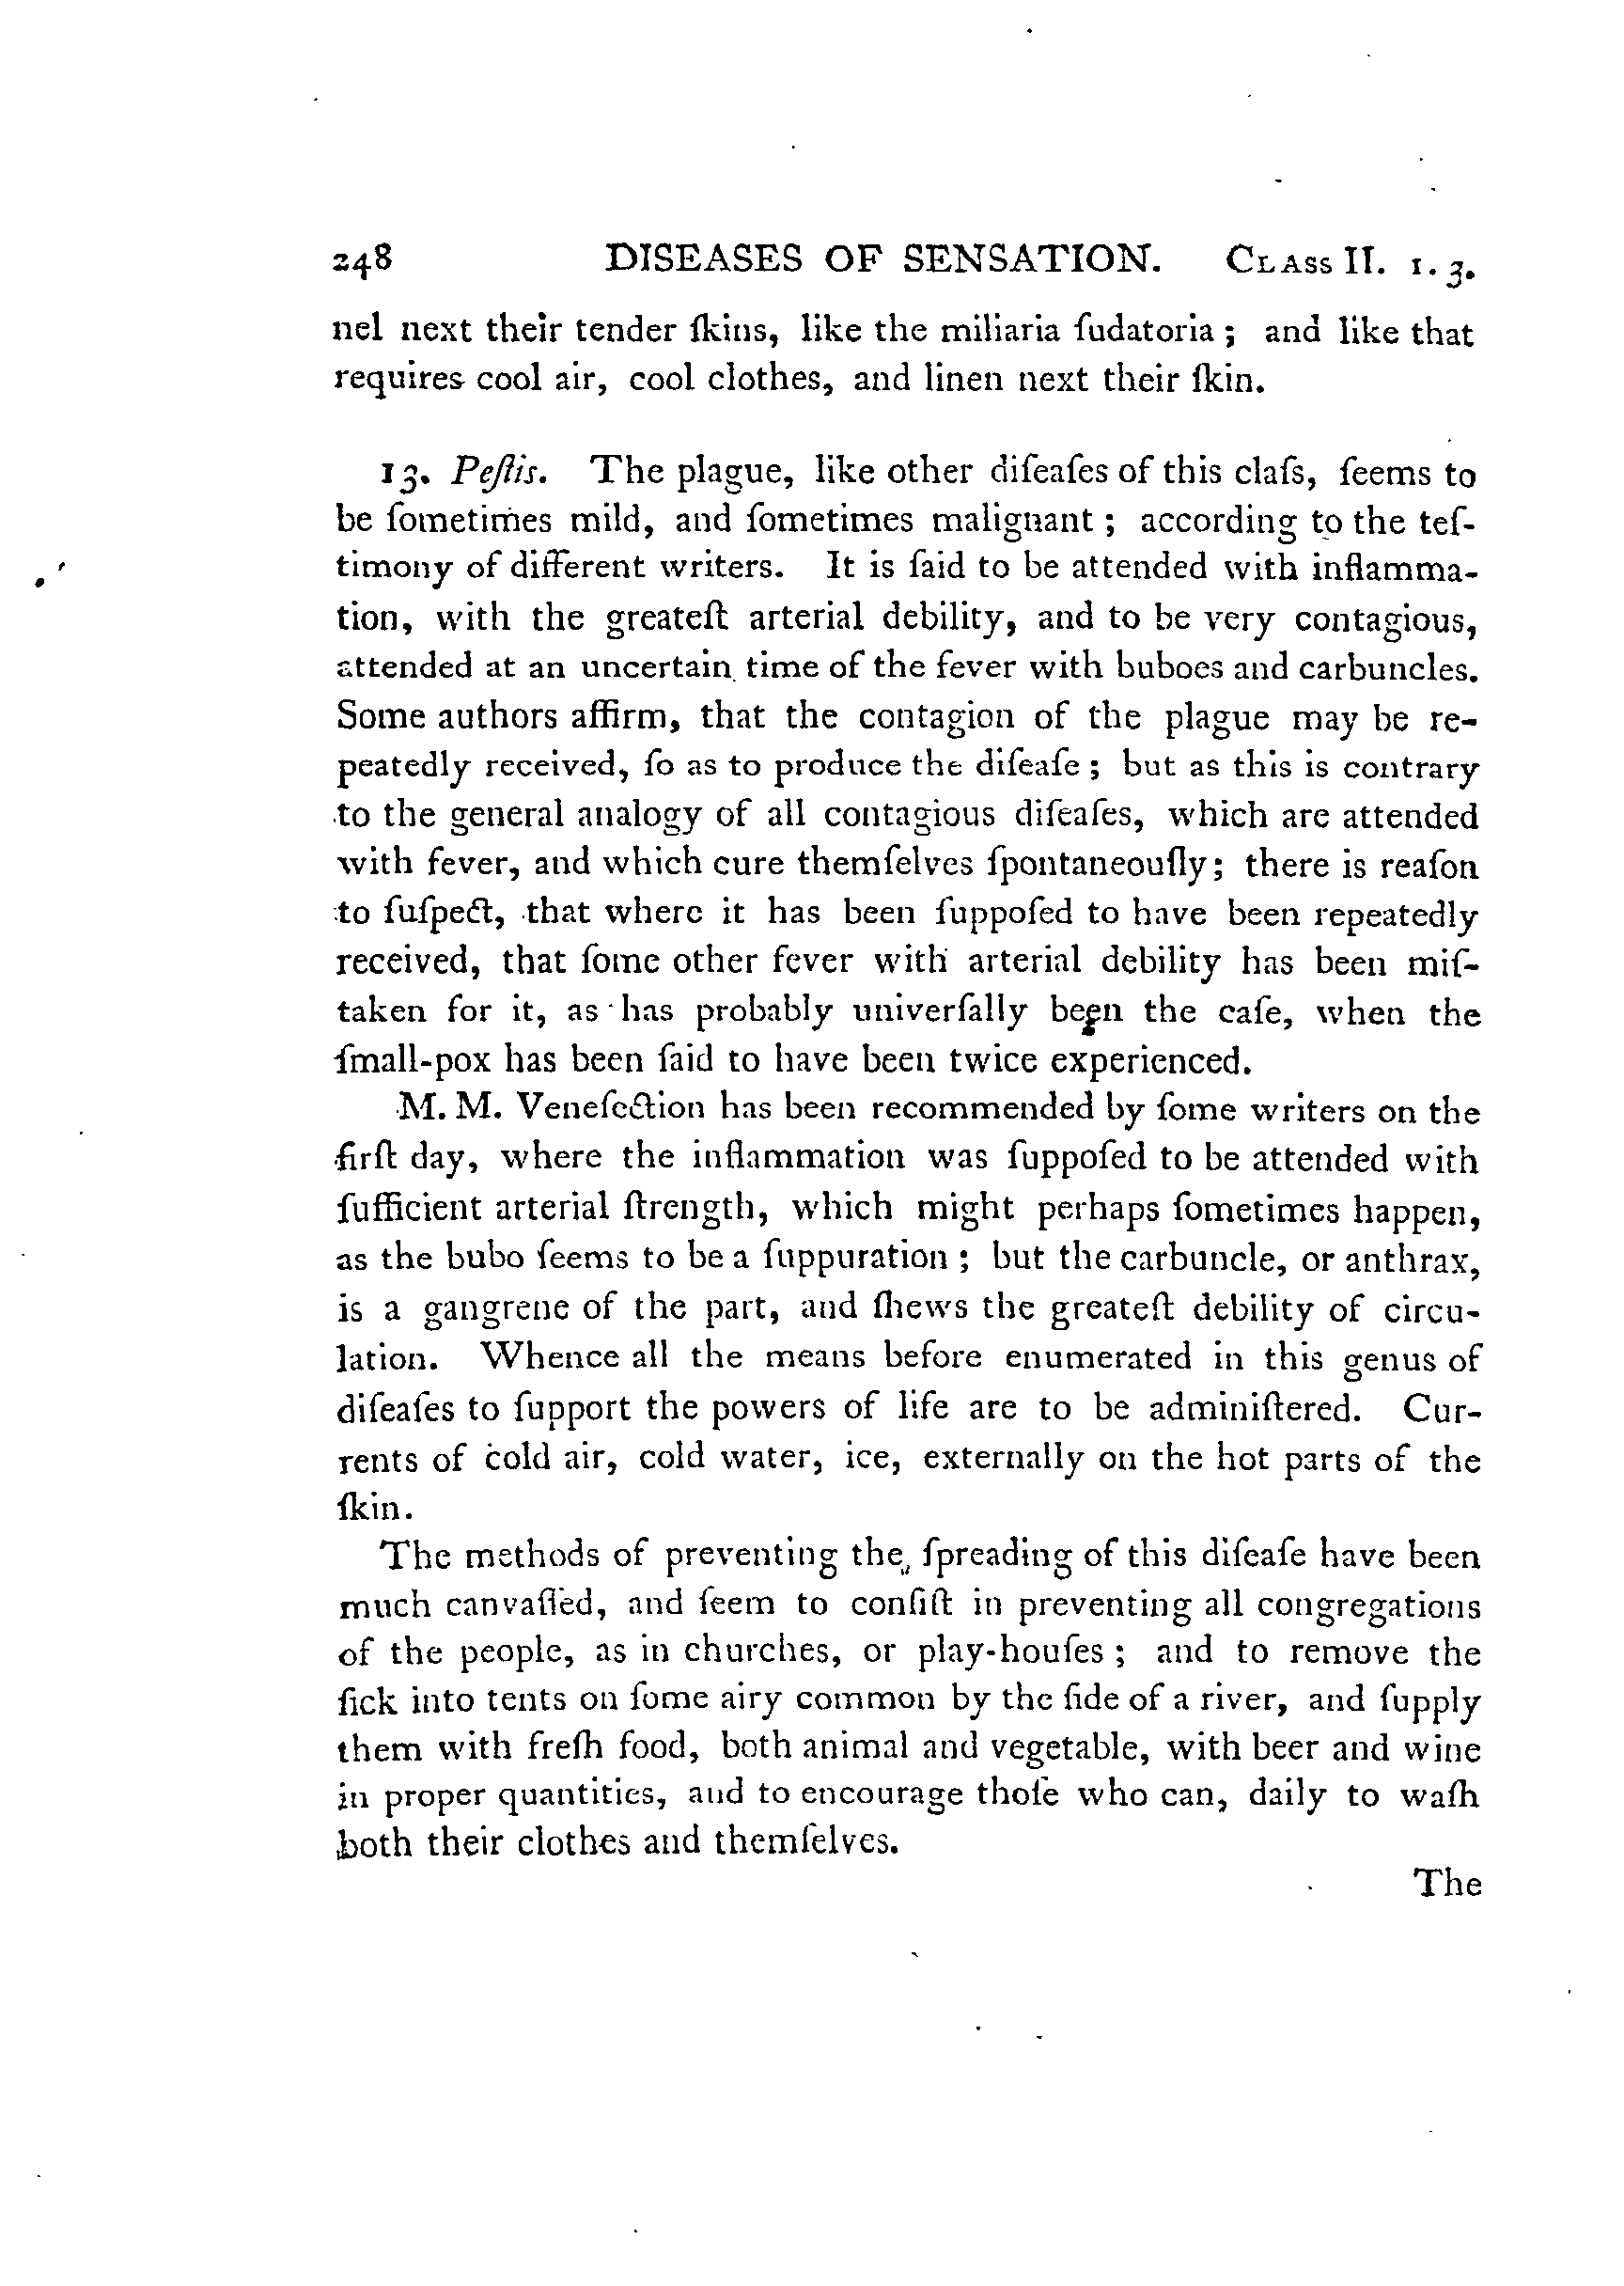 248 DISEASES OF SENSATION. CLASS II. 1. 3.
nel next their tender ſkins, like the miliaria ſudatoria ; and like that
requires cool air, cool clothes, and linen next their ſkin.
13. Peſtis. The plague, like other diſeaſes of this claſs, ſeems to
be ſometimes mild, and ſometimes malignant ; according to the teſ-
timony of different writers. It is ſaid to be attended with inflamma-
tion, with the greateſt arterial debility, and to be very contagious,
attended at an uncertain time of the fever with buboes and carbuncles.
Some authors affirm, that the contagion of the plague may be re-
peatedly received, ſo as to produce the diſeaſe ; but as this is contrary
to the general analogy of all contagious diſeaſes, which are attended
with fever, and which cure themſelves ſpontaneouſly; there is reaſon
to ſuſpect, that where it has been ſuppoſed to have been repeatedly
received, that ſome other fever with arterial debility has been miſ-
taken for it, as has probably univerſally been the caſe, when the
ſmall-pox has been ſaid to have been twice experienced.
M. M. Veneſection has been recommended by ſome writers on the
firſt day, where the inflammation was ſuppoſed to be attended with
ſufficient arterial ſtrength, which might perhaps ſometimes happen,
as the bubo ſeems to be a ſuppuration ; but the carbuncle, or anthrax,
is a gangrene of the part, and ſhews the greateſt debility of circu-
lation. Whence all the means before enumerated in this genus of
diſeaſes to ſupport the powers of life are to be adminiſtered. Cur-
rents of cold air, cold water, ice, externally on the hot parts of the
ſkin.
The methods of preventing the ſpreading of this diſeaſe have been
much canvaſſed, and ſeem to conſiſt in preventing all congregations
of the people, as in churches, or play-houſes ; and to remove the
ſick into tents on ſome airy common by the ſide of a river, and ſupply
them with freſh food, both animal and vegetable, with beer and wine
in proper quantities, and to encourage thoſe who can, daily to waſh
both their clothes and themſelves.
The